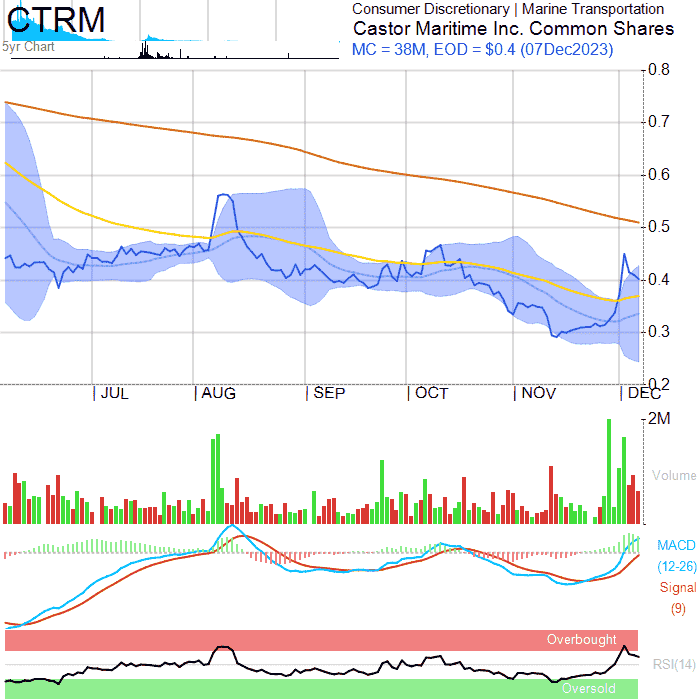 CTRM
5yr Chart
Consumer Discretionary | Marine Transportation
Castor Maritime Inc. Common Shares
MC = 38M, EOD = $0.4 (07Dec2023)
0.8
0.7
0.6
0.5
0.4
0.3
0.2
JUL AUG SEP OCT NOV DEC
2M
Volume
MACD
(12-26)
Signal
(9)
Overbought
RSI(14)
Oversold